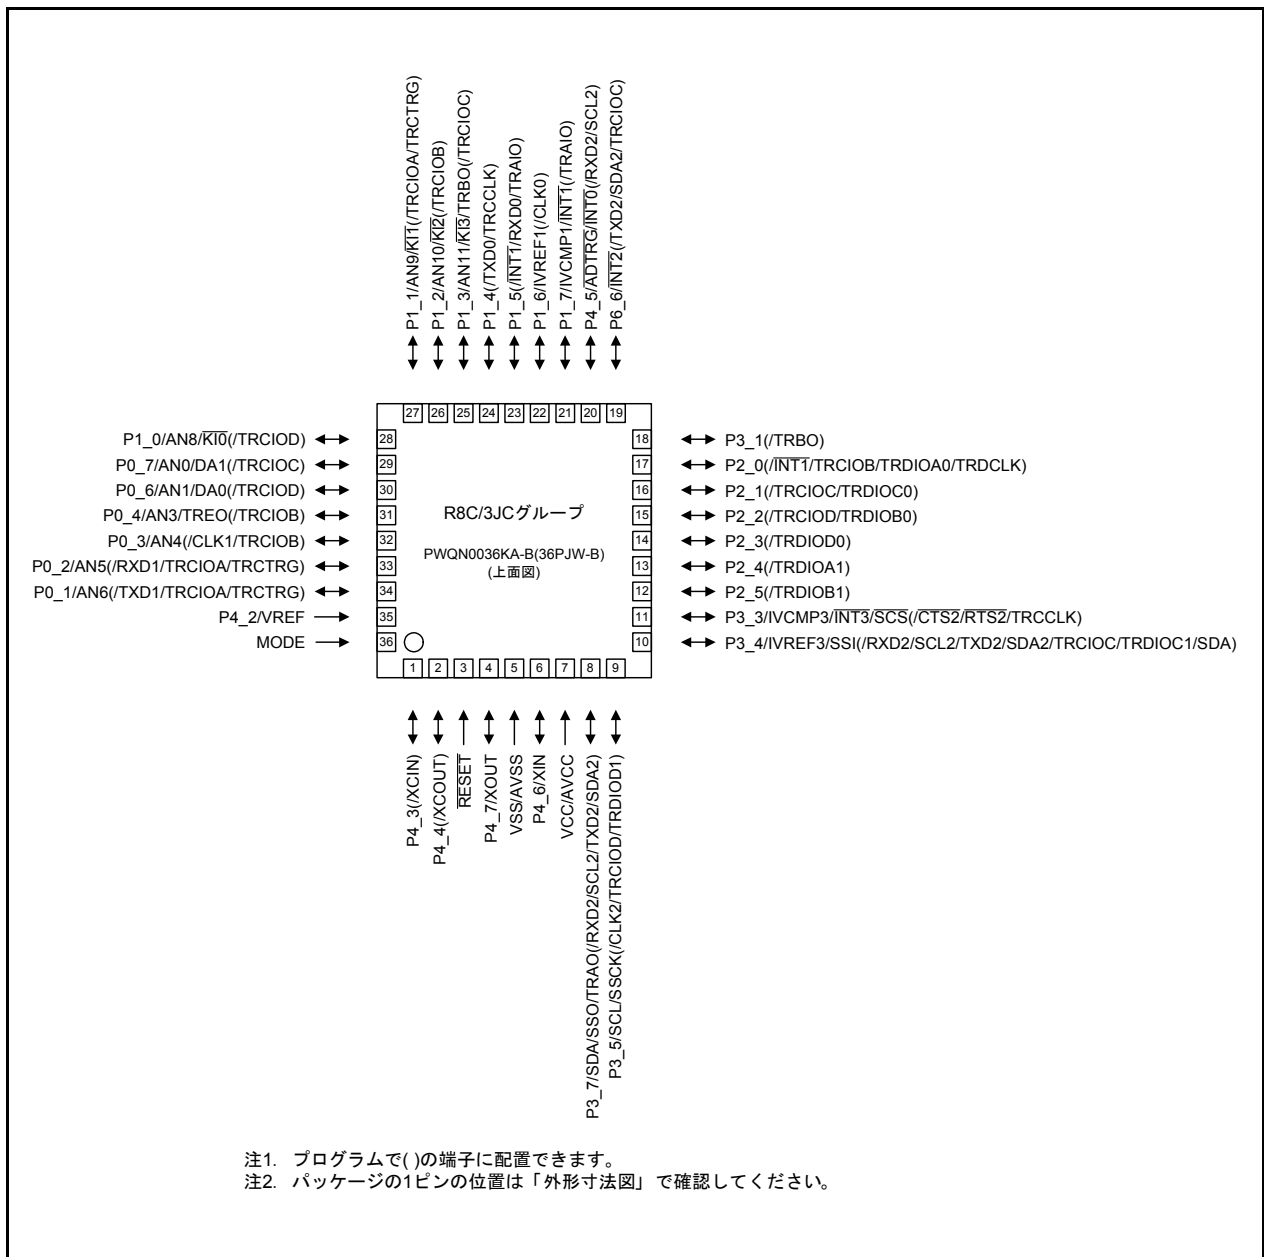 P1_1/AN9/KI1(/TRCIOA/TRCTRG)
P1_2/AN10/KI2(/TRCIOB)
P1_3/AN11/KI3/TRBO(/TRCIOC)
P1_4(/TXD0/TRCCLK)
P1_5(/INT1/RXD0/TRAIO)
P1_6/IVREF1(/CLK0)
P1_7/IVCMP1/INT1(/TRAIO)
P4_5/ADTRG/INT0(/RXD2/SCL2)
P6_6/INT2(/TXD2/SDA2/TRCIOC)
27 26 25 24 23 22 21 20 19
P1_0/AN8/KI0(/TRCIOD) 28
P0_7/AN0/DA1(/TRCIOC) 29
P0_6/AN1/DA0(/TRCIOD) 30
P0_4/AN3/TREO(/TRCIOB) 31
P0_3/AN4(/CLK1/TRCIOB) 32
P0_2/AN5(/RXD1/TRCIOA/TRCTRG) 33
P0_1/AN6(/TXD1/TRCIOA/TRCTRG) 34
P4_2/VREF 35
MODE 36
R8C/3JCグループ
PWQN0036KA-B(36PJW-B)
(上面図)
18 P3_1(/TRBO)
17 P2_0(/INT1/TRCIOB/TRDIOA0/TRDCLK)
16 P2_1(/TRCIOC/TRDIOC0)
15 P2_2(/TRCIOD/TRDIOB0)
14 P2_3(/TRDIOD0)
13 P2_4(/TRDIOA1)
12 P2_5(/TRDIOB1)
11 P3_3/IVCMP3/INT3/SCS(/CTS2/RTS2/TRCCLK)
10 P3_4/IVREF3/SSI(/RXD2/SCL2/TXD2/SDA2/TRCIOC/TRDIOC1/SDA)
1 2 3 4 5 6 7 8 9
P4_3(/XCIN)
P4_4(/XCOUT)
RESET
P4_7/XOUT
VSS/AVSS
P4_6/XIN
VCC/AVCC
P3_7/SDA/SSO/TRAO(/RXD2/SCL2/TXD2/SDA2)
P3_5/SCL/SSCK(/CLK2/TRCIOD/TRDIOD1)
注1. プログラムで( )の端子に配置できます。
注2. パッケージの1ピンの位置は「外形寸法図」で確認してください。